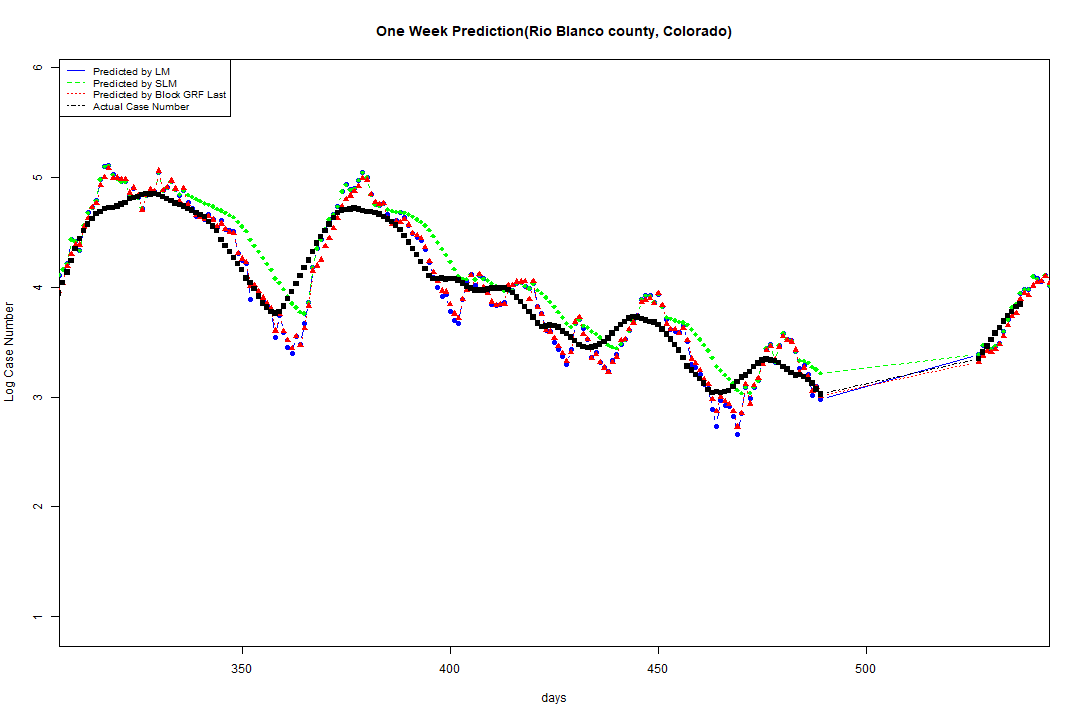 One Week Prediction(Rio Blanco county, Colorado)
Predicted by LM
Predicted by SLM
Predicted by Block GRF Last
Actual Case Number
Log Case Number
6
5
4
3
2
1
350
400
450
500
days